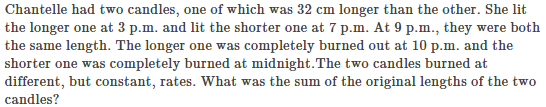 Chantelle had two candles, one of which was 32 cm longer than the other. She lit
the longer one at 3 p.m. and lit the shorter one at 7 p.m. At 9 p.m., they were both
the same length. The longer one was completely burned out at 10 p.m. and the
shorter one was completely burned at midnight.The two candles burned at
different, but constant, rates. What was the sum of the original lengths of the two
candles?